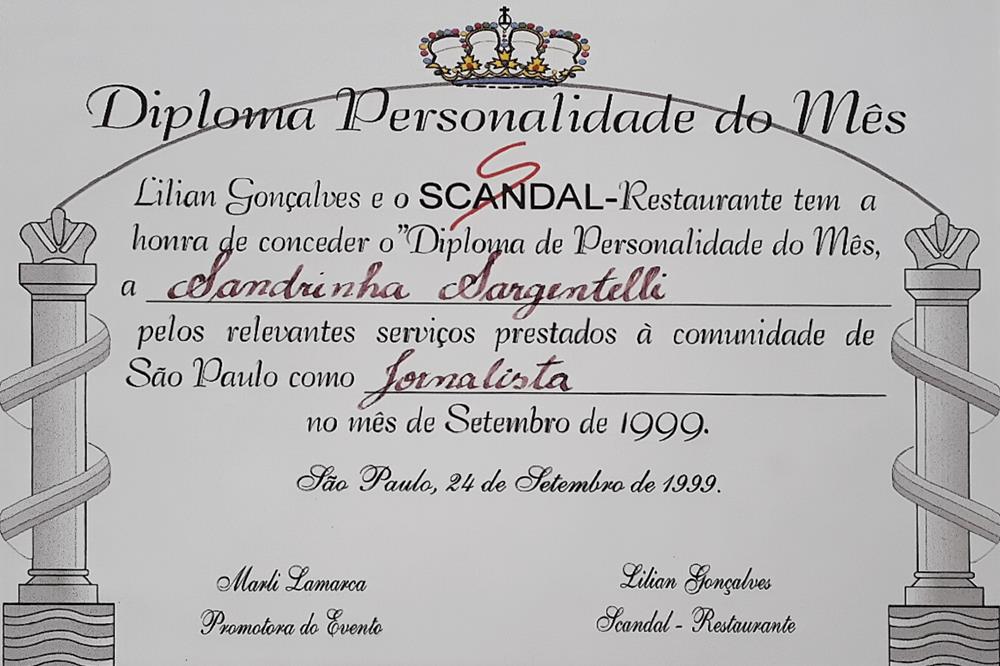 Diploma Personalidade do Mês
Lilian Gonçalves e o SCANDAL-Restaurante tem a
honra de conceder o"Diploma de Personalidade do Mês,
a Sandrinha Sargentelli
pelos relevantes serviços prestados à comunidade de
São Paulo como Jornalista
no mês de Setembro de 1999.
São Paulo, 24 de Setembro de 1999.
Marli Lamarca
Promotora do Evento
Lilian Gonçalves
Scandal - Restaurante